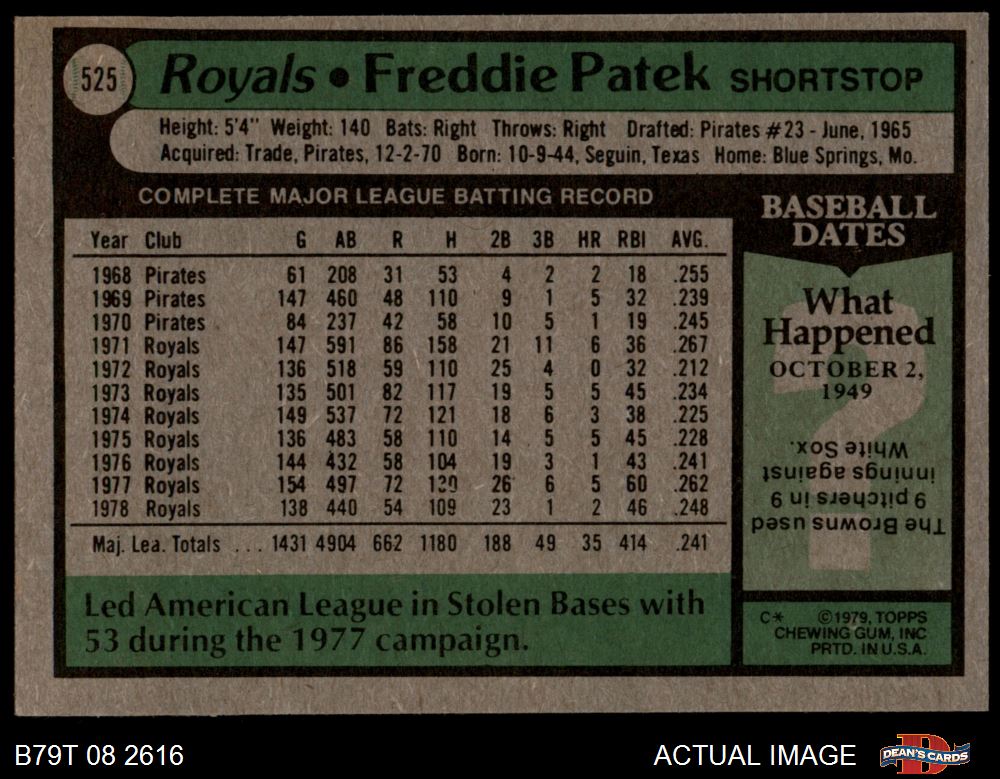 525
Royals • Freddie Patek SHORTSTOP
Height: 5'4" Weight: 140 Bats: Right Throws: Right Drafted: Pirates #23 - June, 1965
Acquired: Trade, Pirates, 12-2-70 Born: 10-9-44, Seguin, Texas Home: Blue Springs, Mo.
COMPLETE MAJOR LEAGUE BATTING RECORD
Year Club G AB R H 2B 3B HR RBI AVG.
1968 Pirates 61 208 31 53 4 2 2 18 .255
1969 Pirates 147 460 48 110 9 1 5 32 .239
1970 Pirates 84 237 42 58 10 5 1 19 .245
1971 Royals 147 591 86 158 21 11 6 36 .267
1972 Royals 136 518 59 110 25 4 0 32 .212
1973 Royals 135 501 82 117 19 5 5 45 .234
1974 Royals 149 537 72 121 18 6 3 38 .225
1975 Royals 136 483 58 110 14 5 5 45 .228
1976 Royals 144 432 58 104 19 3 1 43 .241
1977 Royals 154 497 72 130 26 6 5 60 .262
1978 Royals 138 440 54 109 23 1 2 46 .248
Maj. Lea. Totals ... 1431 4904 662 1180 188 49 35 414 .241
Led American League in Stolen Bases with
53 during the 1977 campaign.
BASEBALL
DATES
What
Happened
OCTOBER 2,
1949
The Browns used
9 pitchers in 9
innings against
White Sox.
C* ©1979, TOPPS
CHEWING GUM, INC
PRTD. IN U.S.A.
B79T 08 2616
ACTUAL IMAGE
DEAN'S CARDS